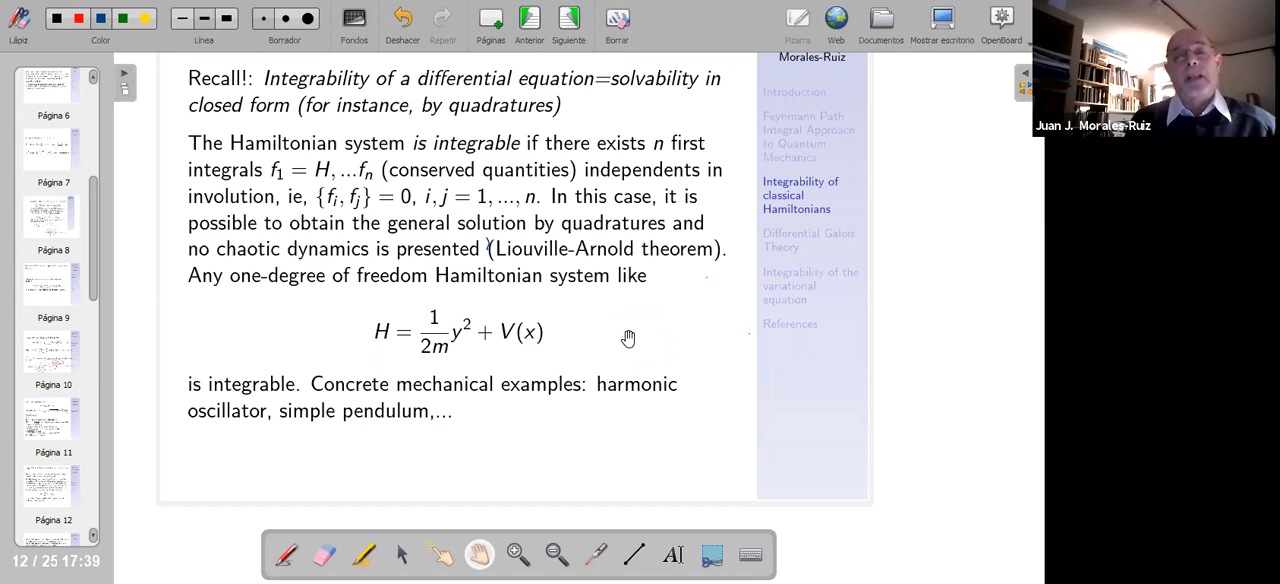 Lápiz
Color
Línea
Borrador
Fondos
Deshacer
Repetir
Páginas
Anterior
Siguiente
Borrar
Pizarra
Web
Documentos
Mostrar escritorio
OpenBoard
Página 6
Página 7
Página 8
Página 9
Página 10
Página 11
Página 12
12 / 25 17:39
Recall!: Integrability of a differential equation=solvability in
closed form (for instance, by quadratures)
The Hamiltonian system is integrable if there exists n first
integrals f₁ = H, ...fₙ (conserved quantities) independents in
involution, ie, {fᵢ, fⱼ} = 0, i, j = 1, ..., n. In this case, it is
possible to obtain the general solution by quadratures and
no chaotic dynamics is presented (Liouville-Arnold theorem).
Any one-degree of freedom Hamiltonian system like
H = 1/2m y² + V(x)
is integrable. Concrete mechanical examples: harmonic
oscillator, simple pendulum,...
Morales-Ruiz
Introduction
Feynmann Path
Integral Approach
to Quantum
Mechanics
Integrability of
classical
Hamiltonians
Differential Galois
Theory
Integrability of the
variational
equation
References
Juan J. Morales-Ruiz
AI